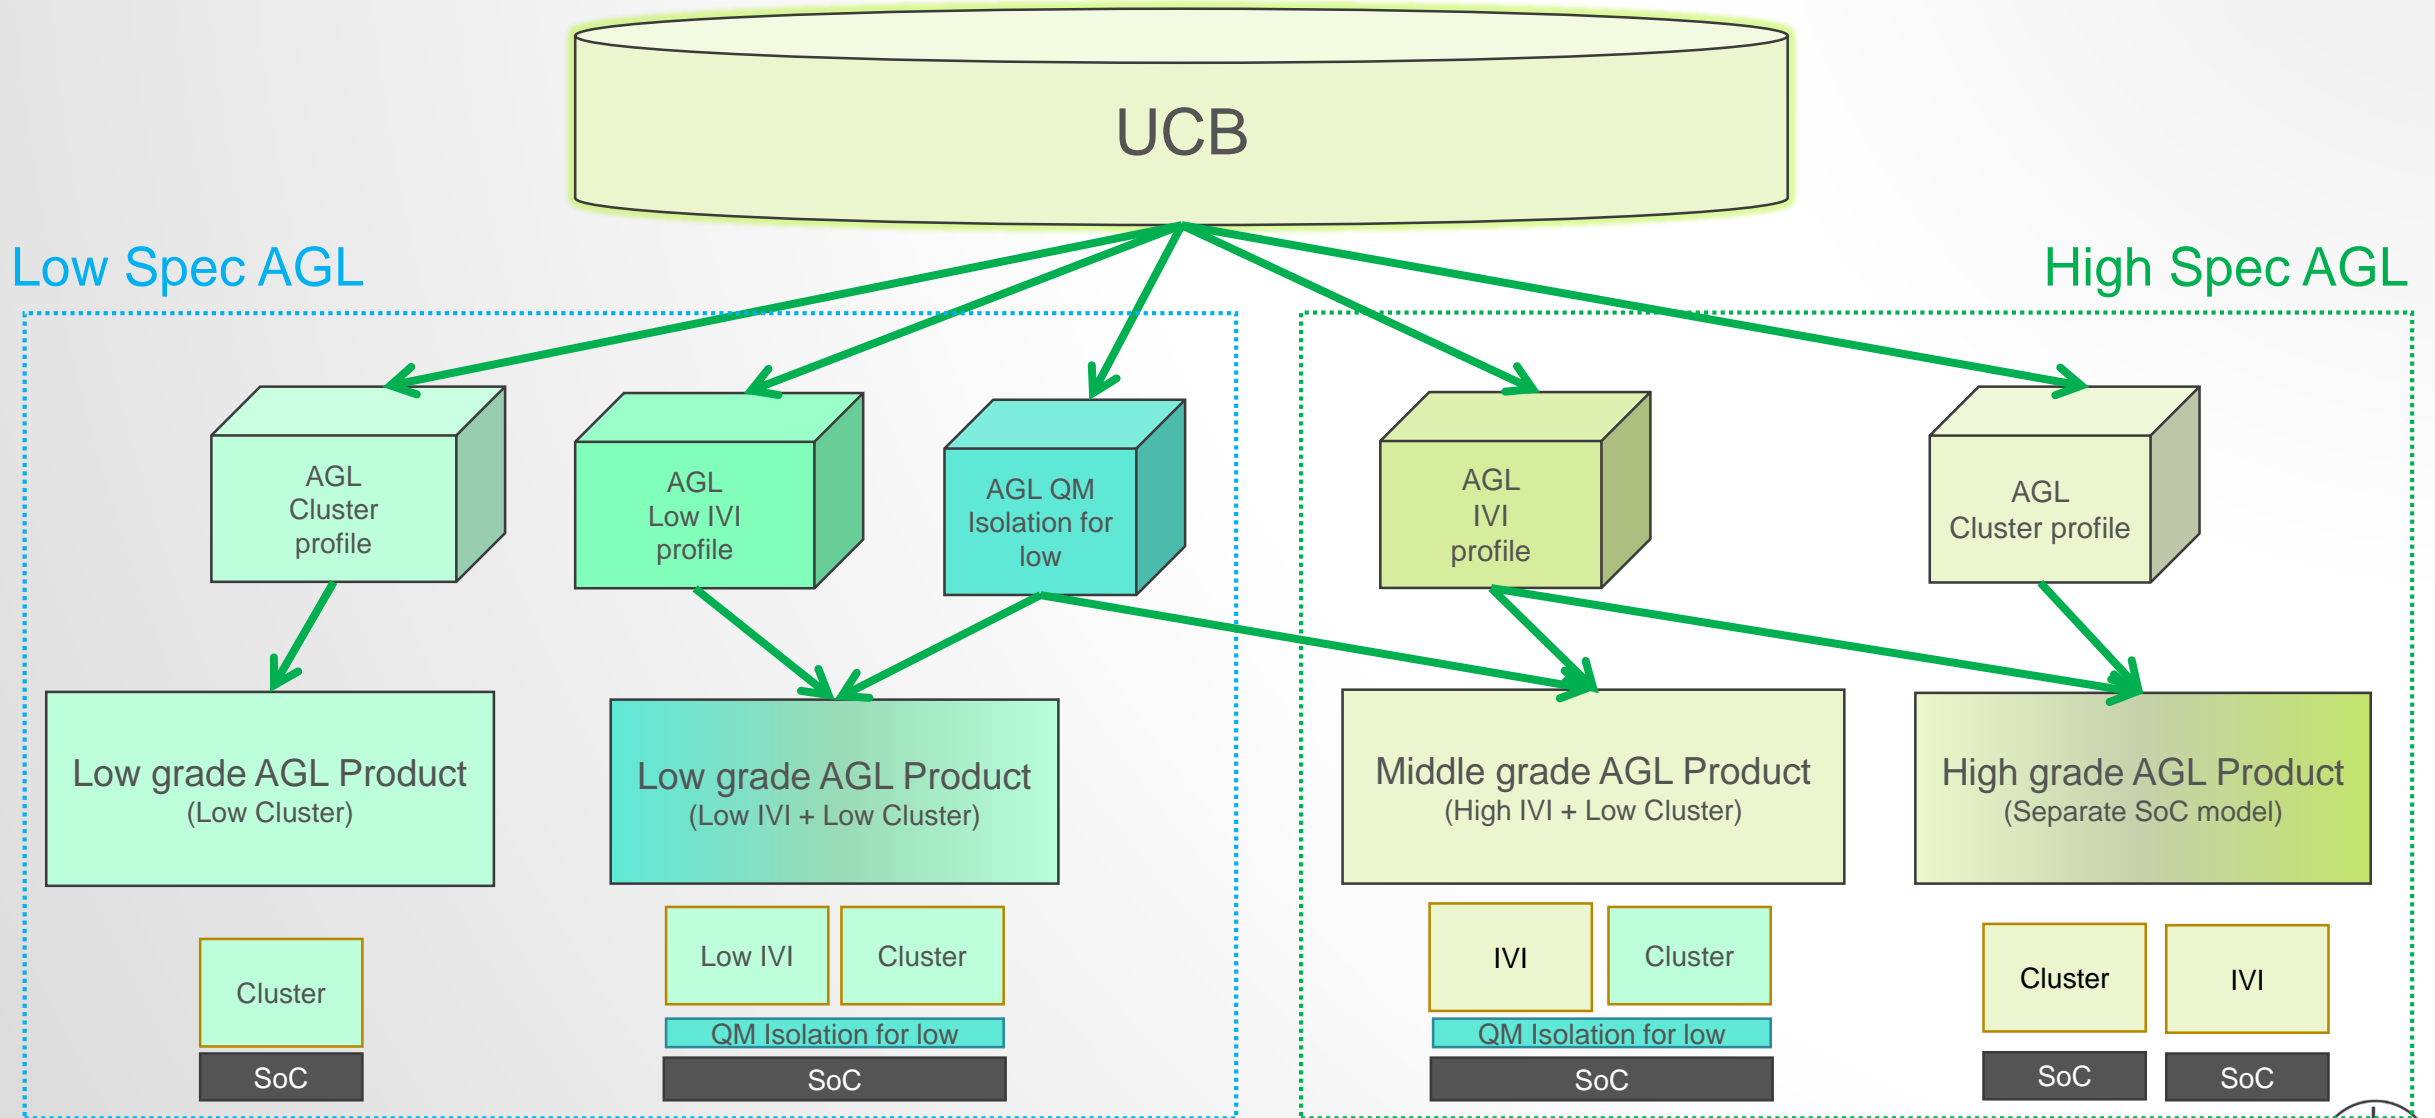 UCB
Low Spec AGL
High Spec AGL
AGL
Cluster
profile
AGL
Low IVI
profile
AGL QM
Isolation for
low
AGL
IVI
profile
AGL
Cluster profile
Low grade AGL Product
(Low Cluster)
Low grade AGL Product
(Low IVI + Low Cluster)
Middle grade AGL Product
(High IVI + Low Cluster)
High grade AGL Product
(Separate SoC model)
Cluster
SoC
Low IVI
Cluster
QM Isolation for low
SoC
IVI
Cluster
QM Isolation for low
SoC
Cluster
IVI
SoC
SoC